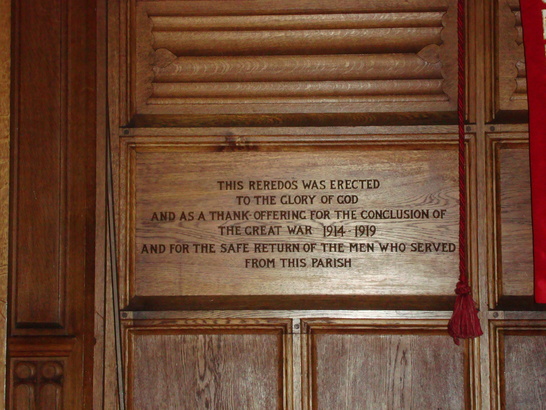 THIS REREDOS WAS ERECTED
TO THE GLORY OF GOD
AND AS A THANK-OFFERING FOR THE CONCLUSION OF
THE GREAT WAR 1914-1919
AND FOR THE SAFE RETURN OF THE MEN WHO SERVED
FROM THIS PARISH